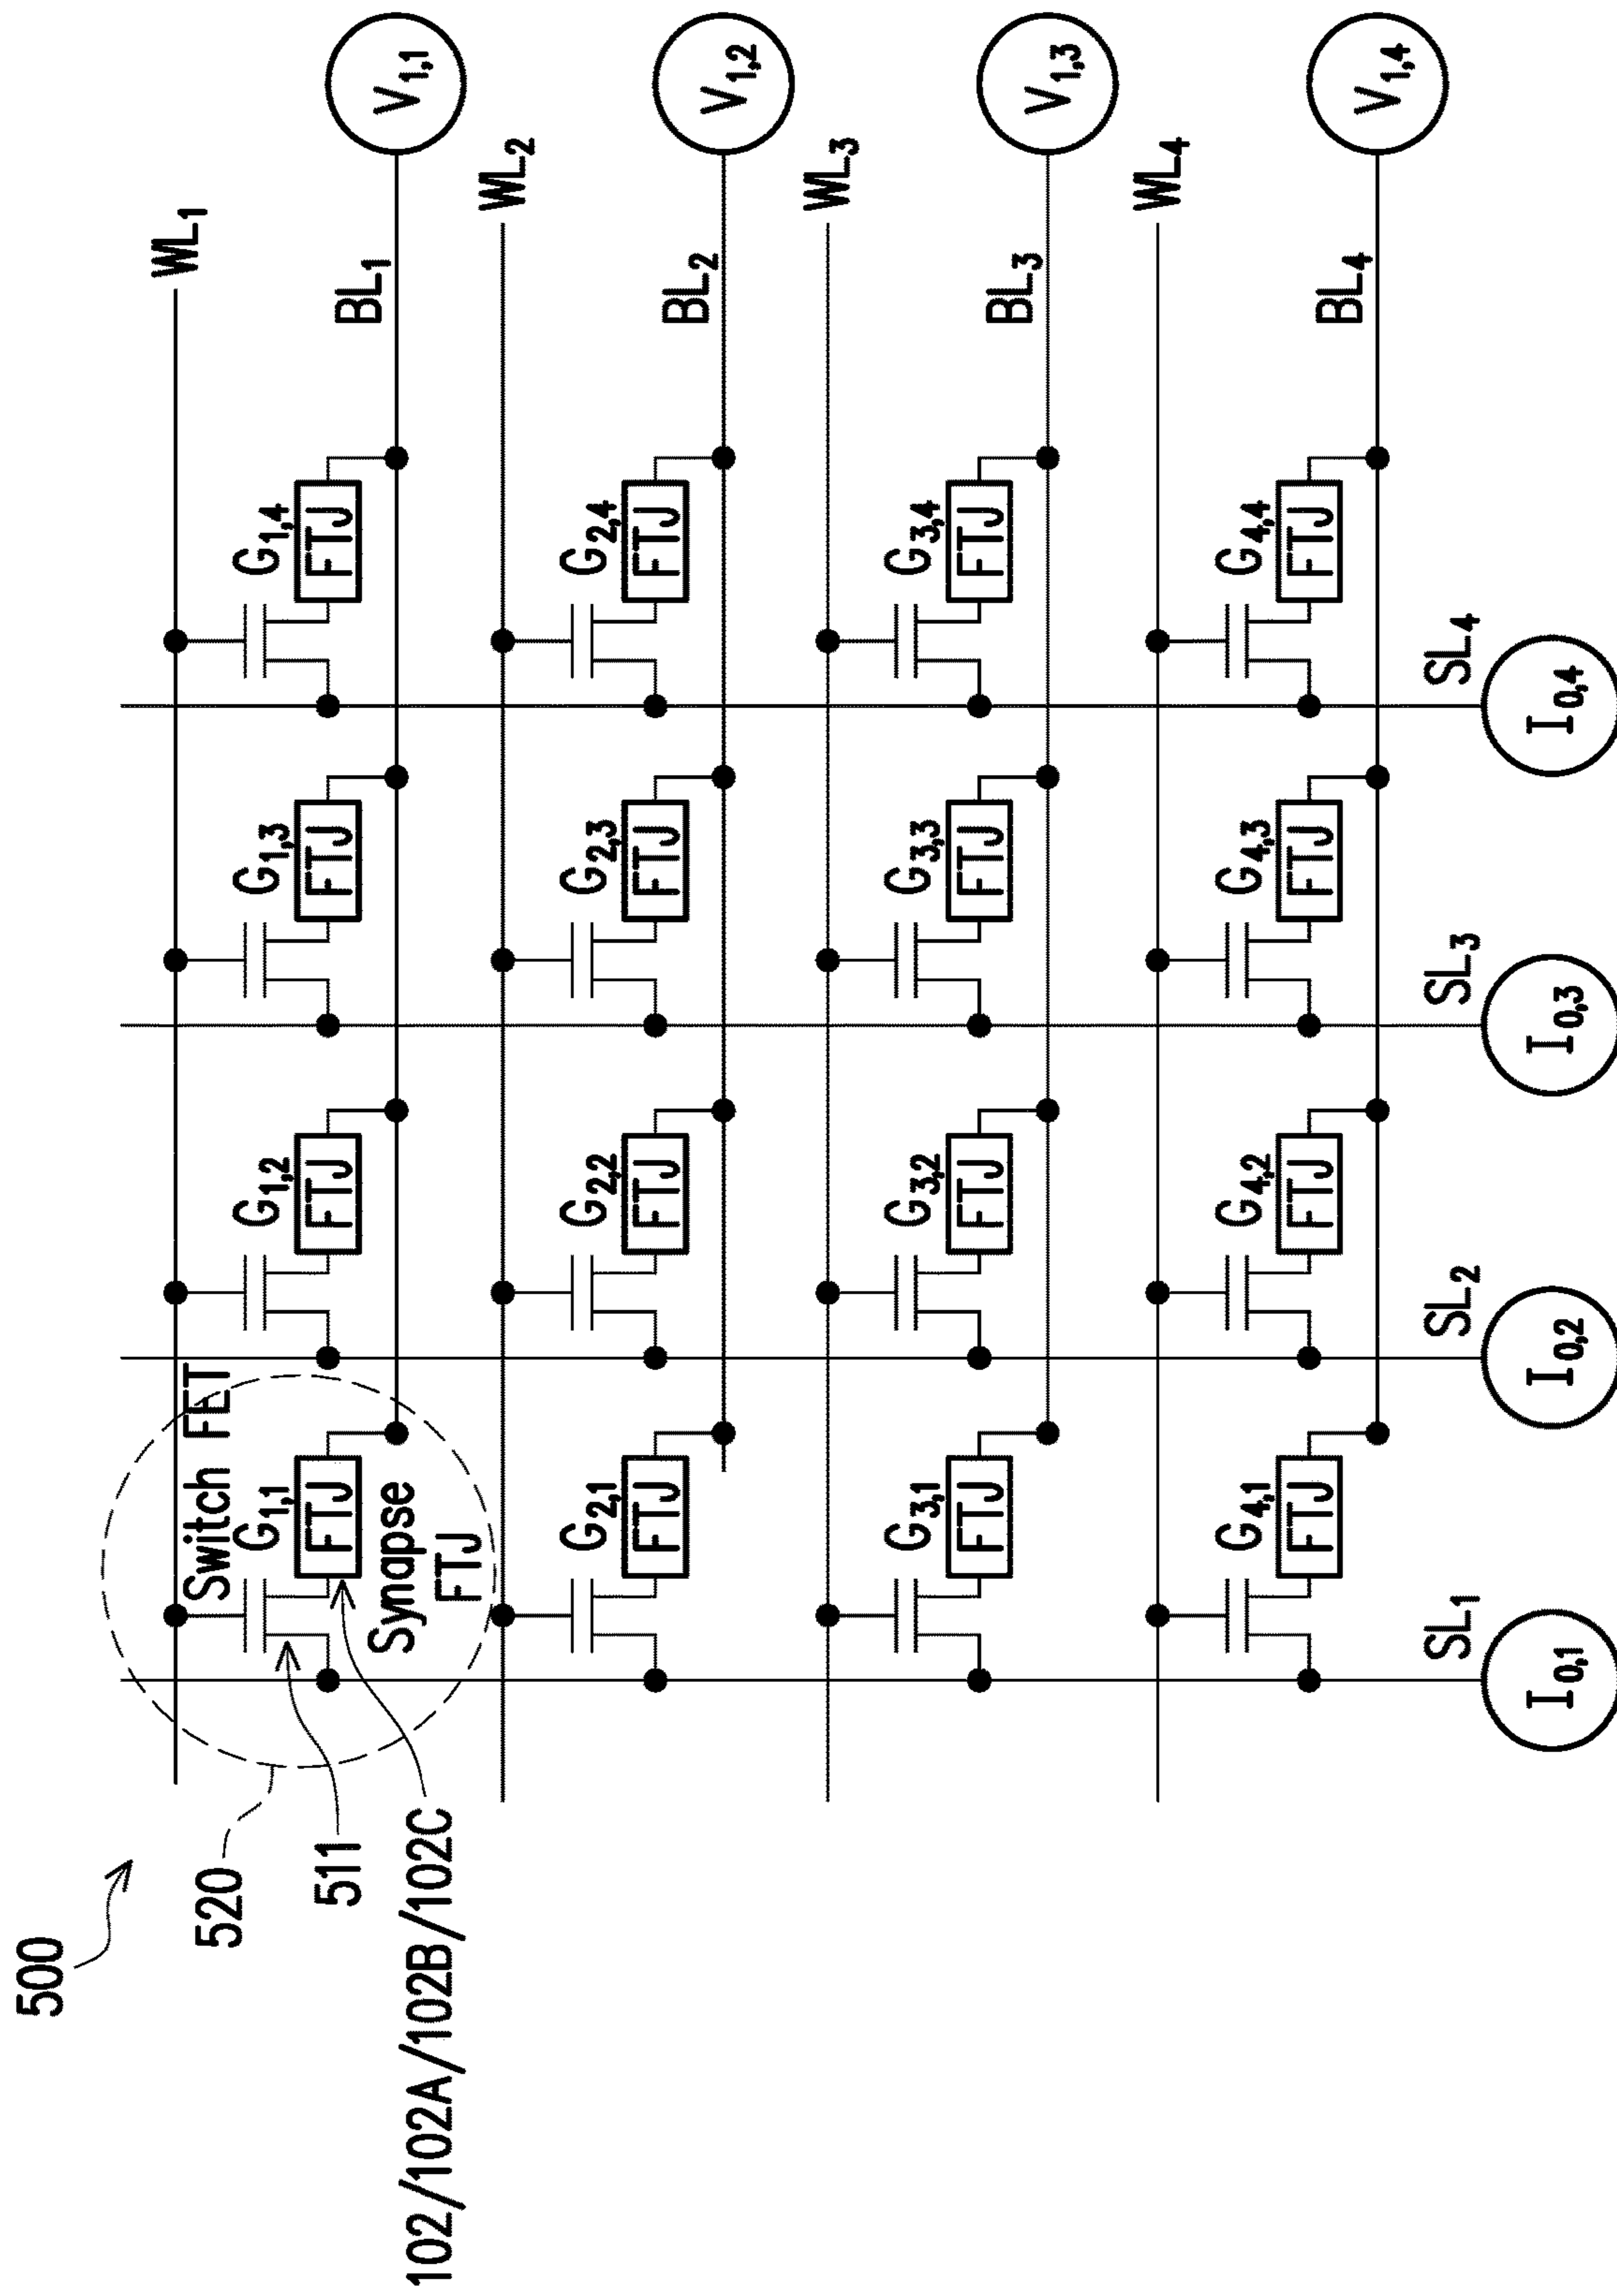 500
WL1
520 Switch FET
G1,1 G1,2 G1,3 G1,4
511 FTJ FTJ FTJ FTJ BL1
Synapse V1,1
102/102A/102B/102C FTJ
WL2
G2,1 G2,2 G2,3 G2,4
FTJ FTJ FTJ FTJ BL2
V1,2
WL3
G3,1 G3,2 G3,3 G3,4
FTJ FTJ FTJ FTJ BL3
V1,3
WL4
G4,1 G4,2 G4,3 G4,4
FTJ FTJ FTJ FTJ BL4
V1,4
SL1 SL2 SL3 SL4
I0,1 I0,2 I0,3 I0,4